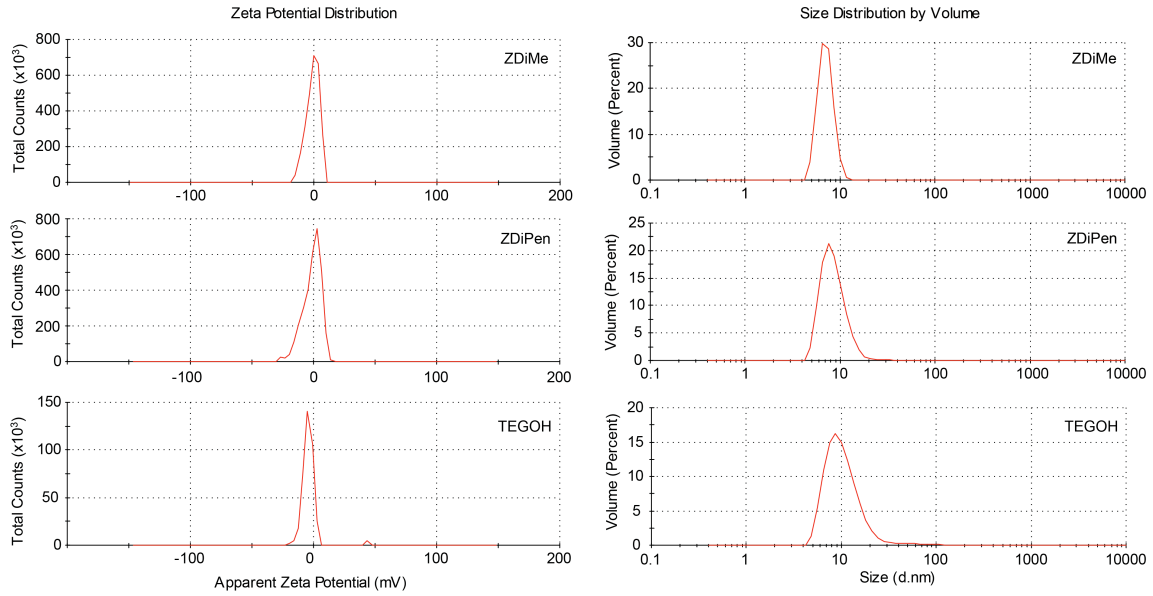 Zeta Potential Distribution
Size Distribution by Volume
Total Counts (x10³)
800
600
400
200
0
ZDiMe
-100 0 100 200
Volume (Percent)
30
20
10
0
ZDiMe
0.1 1 10 100 1000 10000
Total Counts (x10³)
800
600
400
200
0
ZDiPen
-100 0 100 200
Volume (Percent)
25
20
15
10
5
0
ZDiPen
0.1 1 10 100 1000 10000
Total Counts (x10³)
150
100
50
0
TEGOH
-100 0 100 200
Apparent Zeta Potential (mV)
Volume (Percent)
20
15
10
5
0
TEGOH
0.1 1 10 100 1000 10000
Size (d.nm)